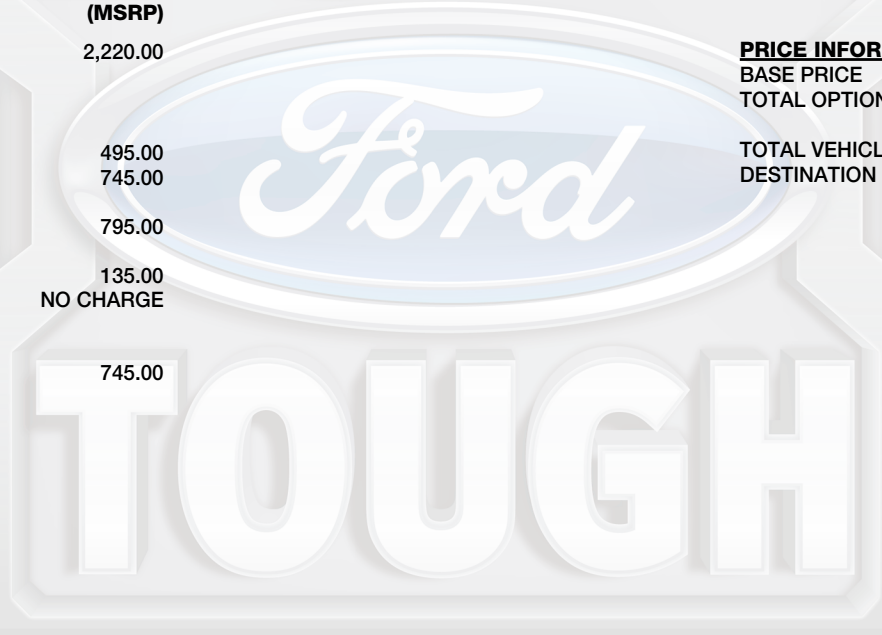 (MSRP)
2,220.00
495.00
745.00
795.00
135.00
NO CHARGE
745.00
PRICE INFOR
BASE PRICE
TOTAL OPTION
TOTAL VEHICL
DESTINATION
Ford
TOUGH